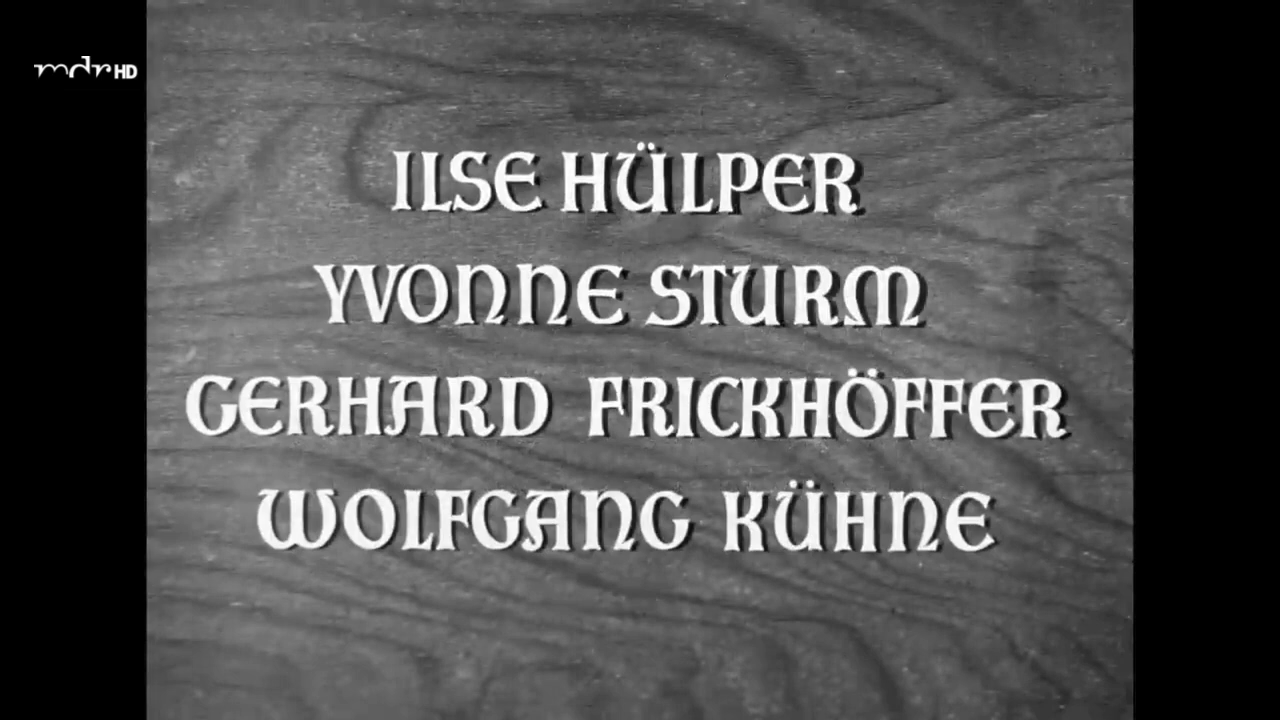 mdr HD
ILSE HÜLPER
YVONNE STURM
GERHARD FRICKHÖFFER
WOLFGANG KÜHNE